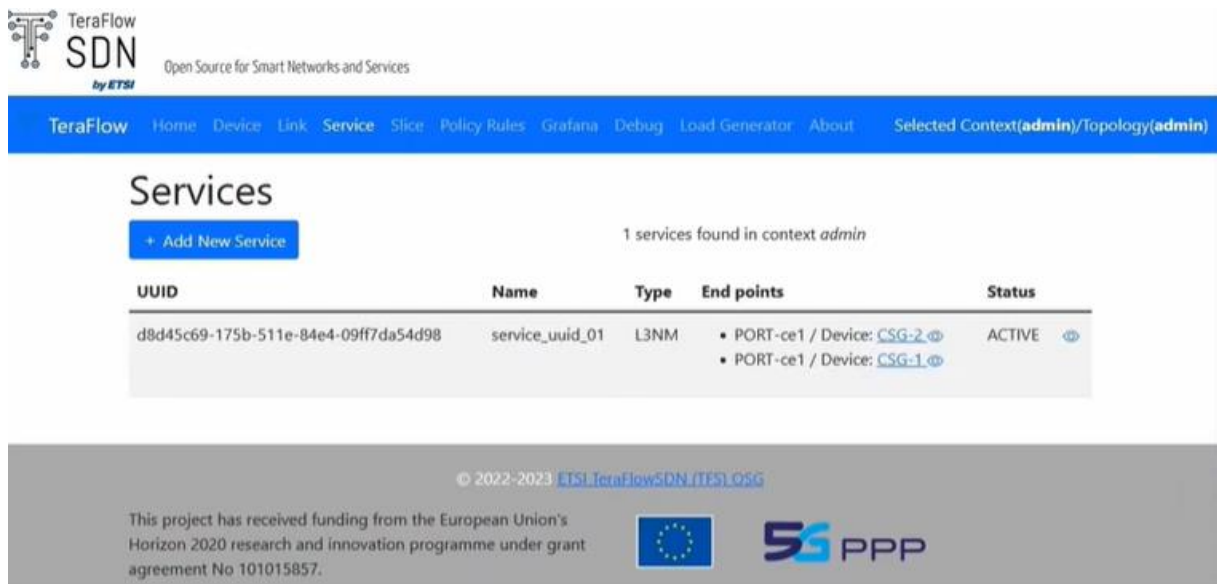 TeraFlow
SDN
by ETSI
Open Source for Smart Networks and Services
TeraFlow Home Device Link Service Slice Policy Rules Grafana Debug Load Generator About Selected Context(admin)/Topology(admin)
Services
+ Add New Service
1 services found in context admin
UUID Name Type End points Status
d8d45c69-175b-511e-84e4-09ff7da54d98 service_uuid_01 L3NM • PORT-ce1 / Device: CSG-2 ACTIVE
• PORT-ce1 / Device: CSG-1
© 2022-2023 ETSI TeraFlowSDN (TFS) OSG
This project has received funding from the European Union's
Horizon 2020 research and innovation programme under grant
agreement No 101015857.
5G PPP